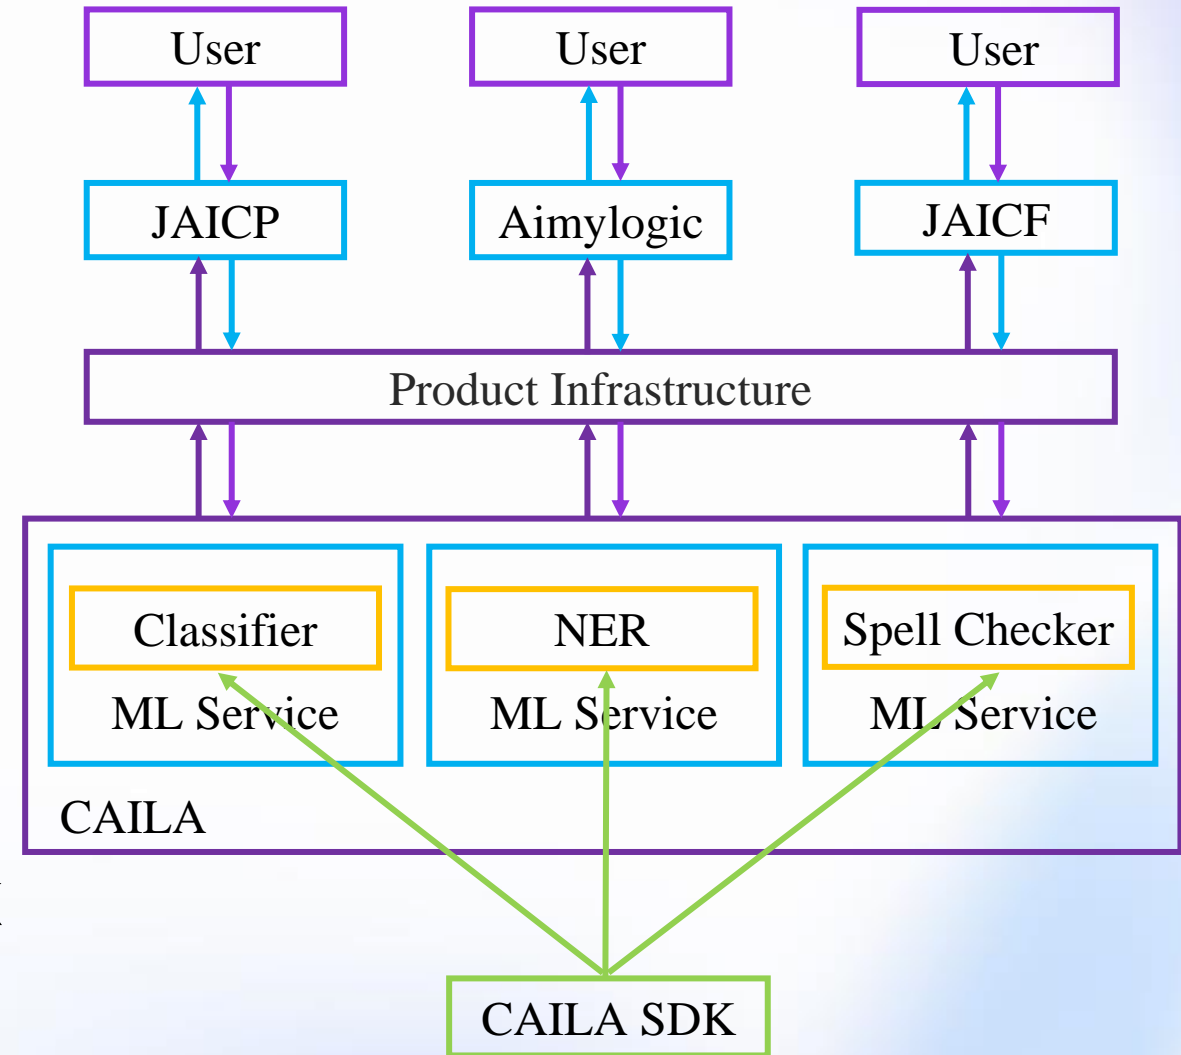 User
User
User
JAICP
Aimylogic
JAICF
Product Infrastructure
Classifier
NER
Spell Checker
ML Service
ML Service
ML Service
CAILA
CAILA SDK